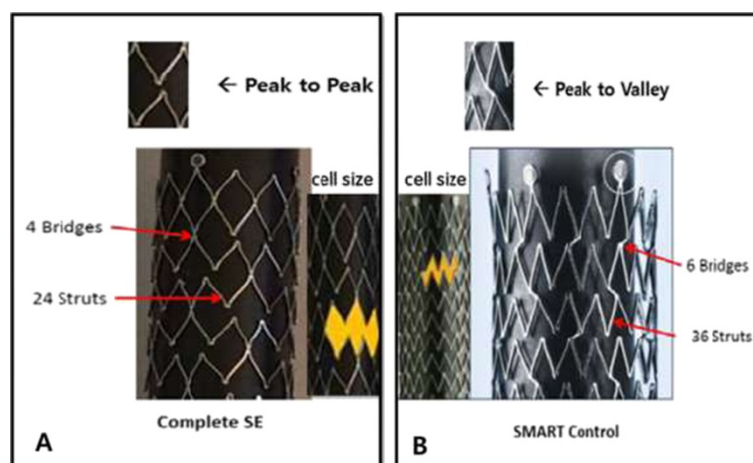 ← Peak to Peak
cell size
4 Bridges
24 Struts
Complete SE
A
← Peak to Valley
cell size
6 Bridges
36 Struts
SMART Control
B